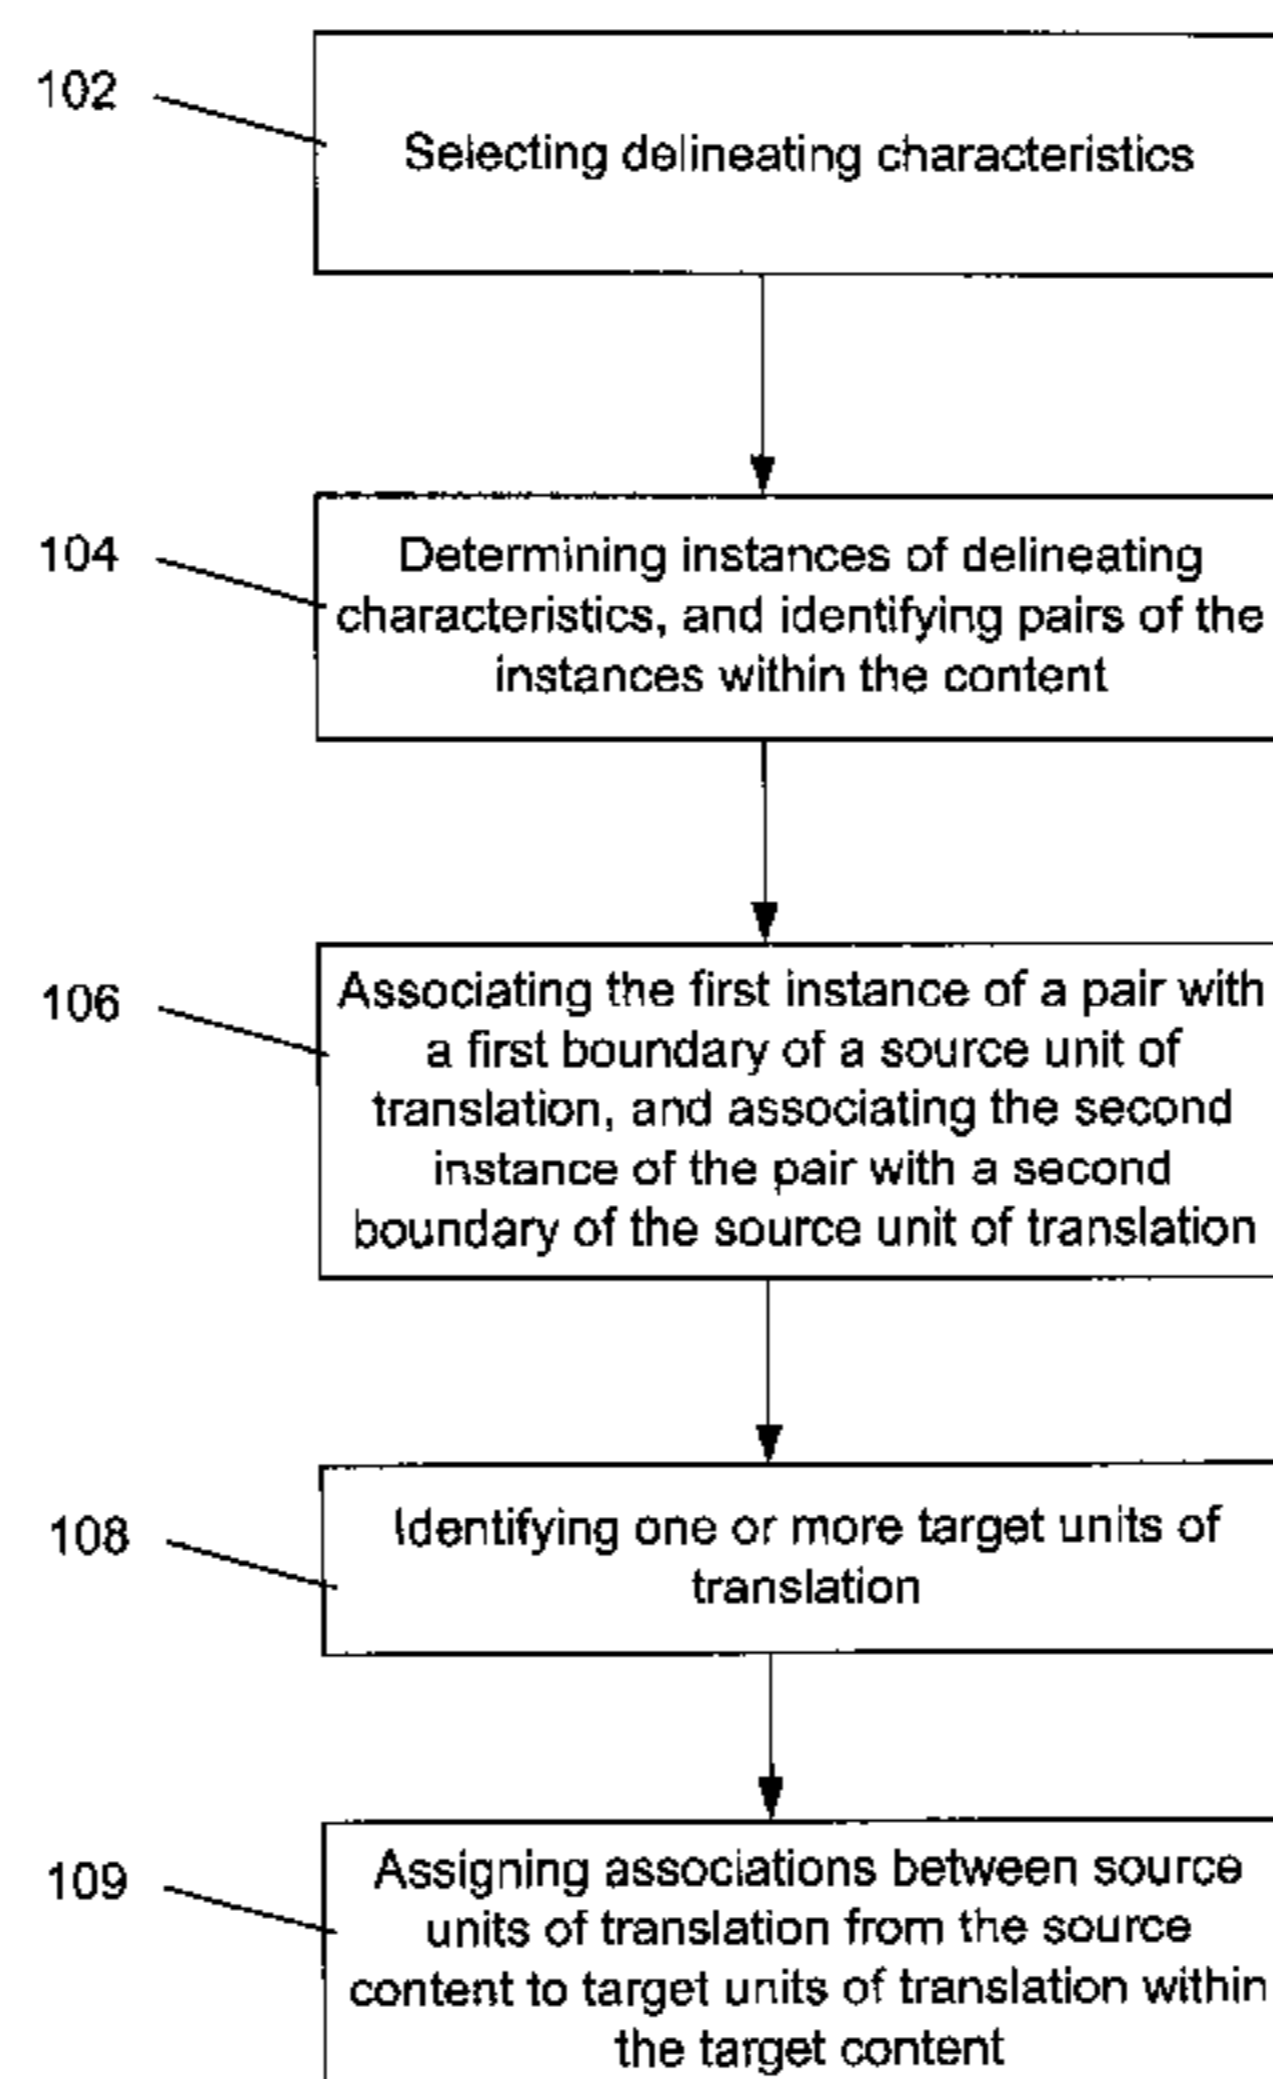 102
Selecting delineating characteristics
104
Determining instances of delineating
characteristics, and identifying pairs of the
instances within the content
106
Associating the first instance of a pair with
a first boundary of a source unit of
translation, and associating the second
instance of the pair with a second
boundary of the source unit of translation
108
Identifying one or more target units of
translation
109
Assigning associations between source
units of translation from the source
content to target units of translation within
the target content